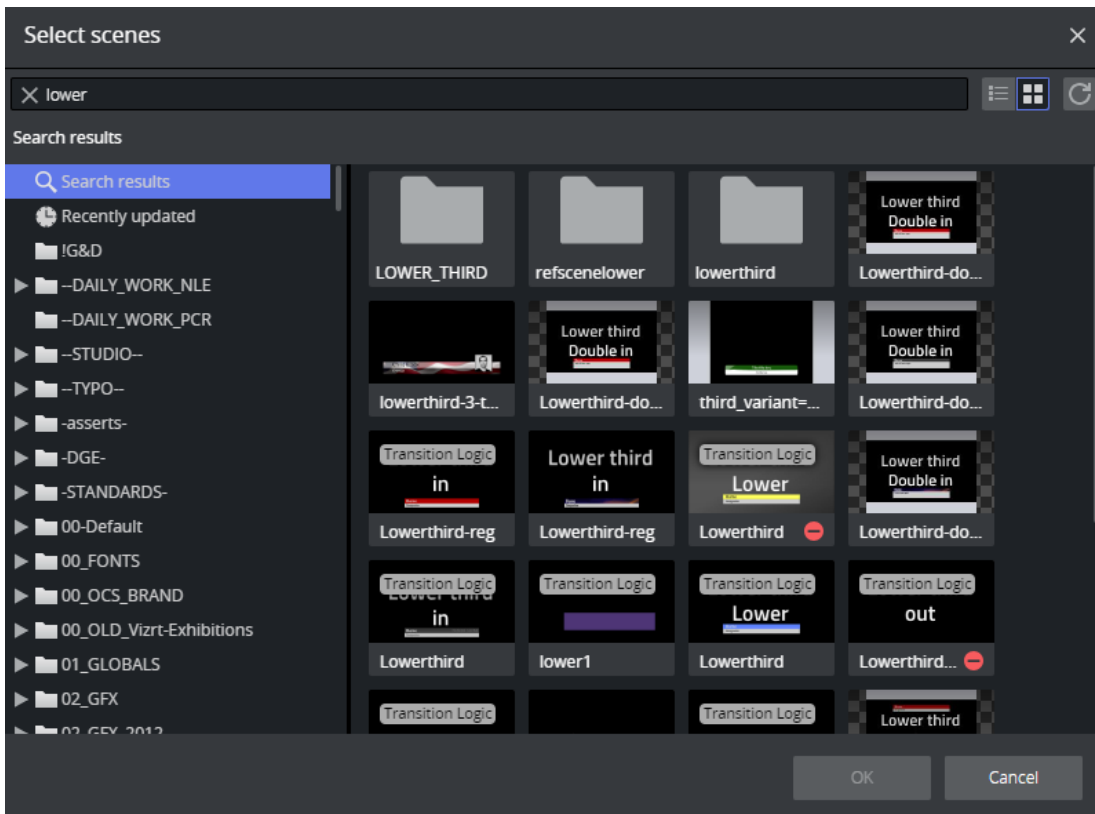 Select scenes
lower
Search results
Search results
Recently updated
!G&D
--DAILY_WORK_NLE
--DAILY_WORK_PCR
--STUDIO--
--TYPO--
-asserts-
-DGE-
-STANDARDS-
00-Default
00_FONTS
00_OCS_BRAND
00_OLD_Vizrt-Exhibitions
01_GLOBALS
02_GFX
02_GFX_2012
LOWER_THIRD
refscenelower
lowerthird
Lower third
Double in
Lowerthird-do...
lowerthird-3-t...
Lower third
Double in
Lowerthird-do...
third_variant=...
Lower third
Double in
Lowerthird-do...
Transition Logic
in
Lowerthird-reg
Lower third
in
Lowerthird-reg
Transition Logic
Lower
Lowerthird
Lower third
Double in
Lowerthird-do...
Transition Logic
Lower third
in
Lowerthird
Transition Logic
lower1
Transition Logic
Lower
Lowerthird
Transition Logic
out
Lowerthird...
Transition Logic
Transition Logic
Lower third
OK
Cancel